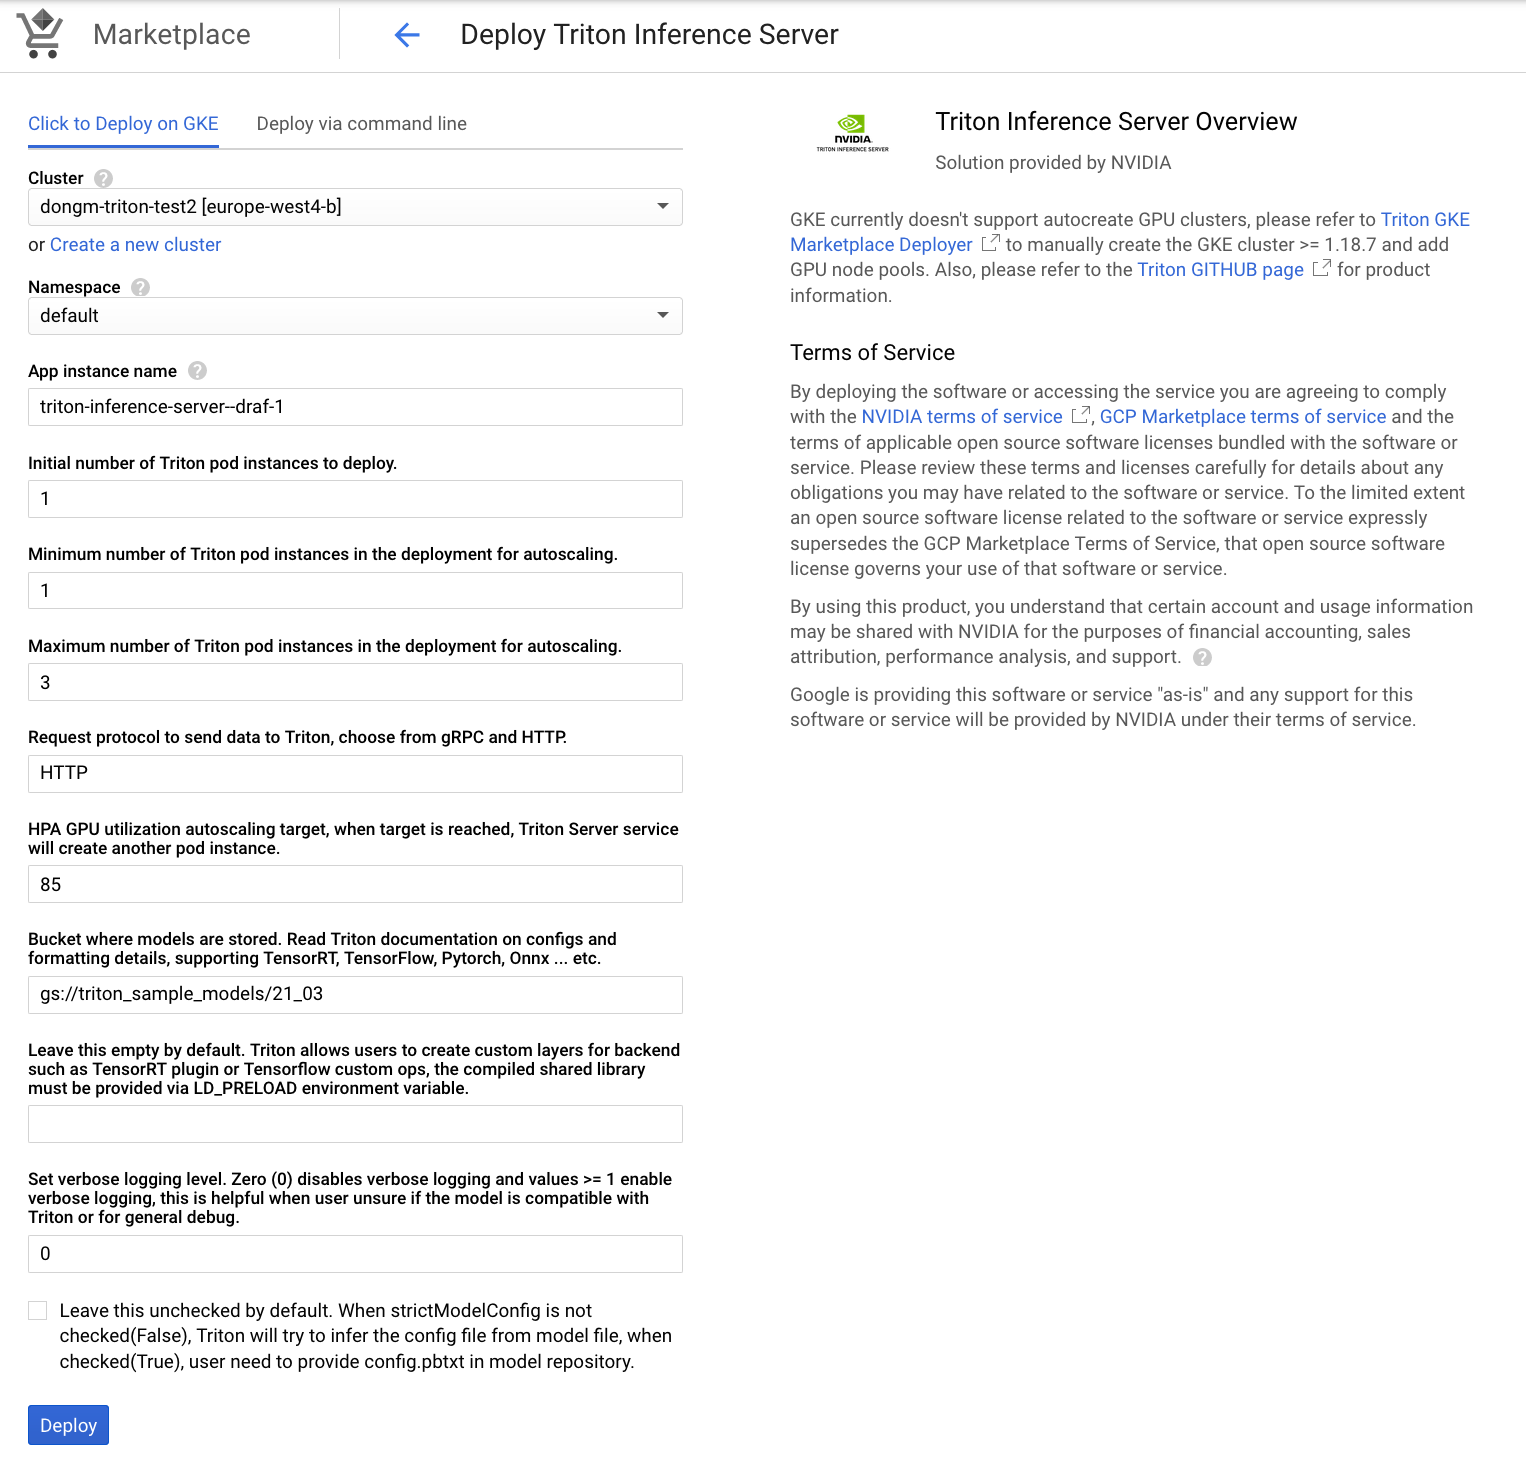 Marketplace
Deploy Triton Inference Server
Click to Deploy on GKE
Deploy via command line
Cluster ?
dongm-triton-test2 [europe-west4-b]
or Create a new cluster
Namespace ?
default
App instance name ?
triton-inference-server--draf-1
Initial number of Triton pod instances to deploy.
1
Minimum number of Triton pod instances in the deployment for autoscaling.
1
Maximum number of Triton pod instances in the deployment for autoscaling.
3
Request protocol to send data to Triton, choose from gRPC and HTTP.
HTTP
HPA GPU utilization autoscaling target, when target is reached, Triton Server service
will create another pod instance.
85
Bucket where models are stored. Read Triton documentation on configs and
formatting details, supporting TensorRT, TensorFlow, Pytorch, Onnx ... etc.
gs://triton_sample_models/21_03
Leave this empty by default. Triton allows users to create custom layers for backend
such as TensorRT plugin or Tensorflow custom ops, the compiled shared library
must be provided via LD_PRELOAD environment variable.
Set verbose logging level. Zero (0) disables verbose logging and values >= 1 enable
verbose logging, this is helpful when user unsure if the model is compatible with
Triton or for general debug.
0
Leave this unchecked by default. When strictModelConfig is not
checked(False), Triton will try to infer the config file from model file, when
checked(True), user need to provide config.pbtxt in model repository.
Deploy
NVIDIA.
TRITON INFERENCE SERVER
Triton Inference Server Overview
Solution provided by NVIDIA
GKE currently doesn't support autocreate GPU clusters, please refer to Triton GKE
Marketplace Deployer to manually create the GKE cluster >= 1.18.7 and add
GPU node pools. Also, please refer to the Triton GITHUB page for product
information.
Terms of Service
By deploying the software or accessing the service you are agreeing to comply
with the NVIDIA terms of service , GCP Marketplace terms of service and the
terms of applicable open source software licenses bundled with the software or
service. Please review these terms and licenses carefully for details about any
obligations you may have related to the software or service. To the limited extent
an open source software license related to the software or service expressly
supersedes the GCP Marketplace Terms of Service, that open source software
license governs your use of that software or service.
By using this product, you understand that certain account and usage information
may be shared with NVIDIA for the purposes of financial accounting, sales
attribution, performance analysis, and support. ?
Google is providing this software or service "as-is" and any support for this
software or service will be provided by NVIDIA under their terms of service.